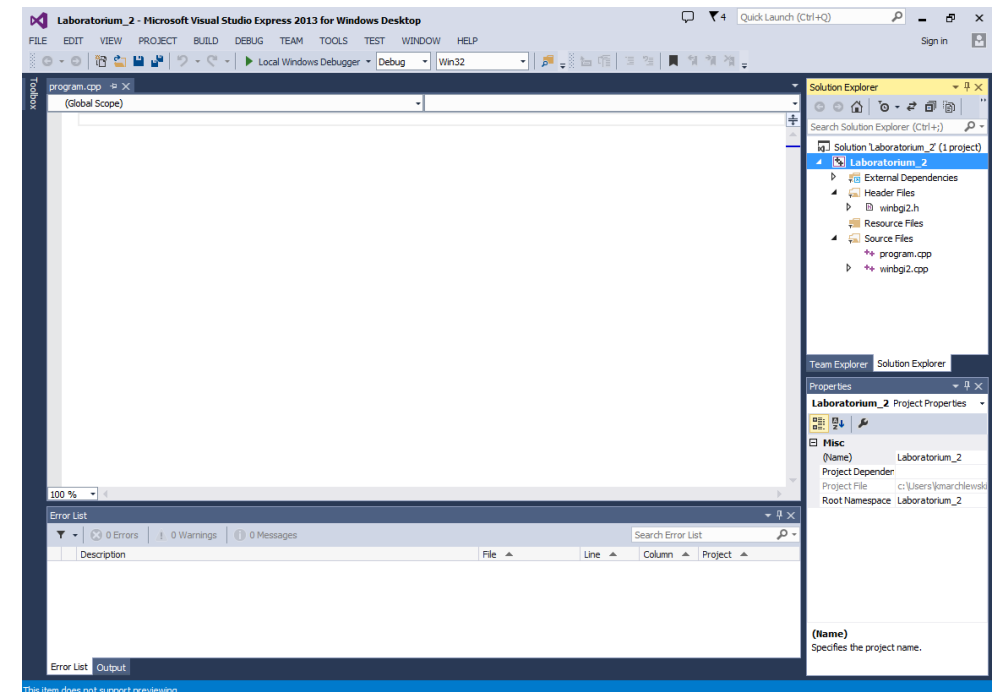 Laboratorium_2 - Microsoft Visual Studio Express 2013 for Windows Desktop
4
Quick Launch (Ctrl+Q)
FILE EDIT VIEW PROJECT BUILD DEBUG TEAM TOOLS TEST WINDOW HELP
Sign in
Local Windows Debugger Debug Win32
Toolbox
program.cpp
(Global Scope)
100 %
Solution Explorer
Search Solution Explorer (Ctrl+;)
Solution 'Laboratorium_2' (1 project)
Laboratorium_2
External Dependencies
Header Files
winbgi2.h
Resource Files
Source Files
++ program.cpp
++ winbgi2.cpp
Team Explorer Solution Explorer
Properties
Laboratorium_2 Project Properties
Misc
(Name) Laboratorium_2
Project Dependen
Project File c:\Users\kmarchlewski
Root Namespace Laboratorium_2
(Name)
Specifies the project name.
Error List
0 Errors 0 Warnings 0 Messages
Search Error List
Description File Line Column Project
Error List Output
This item does not support previewing